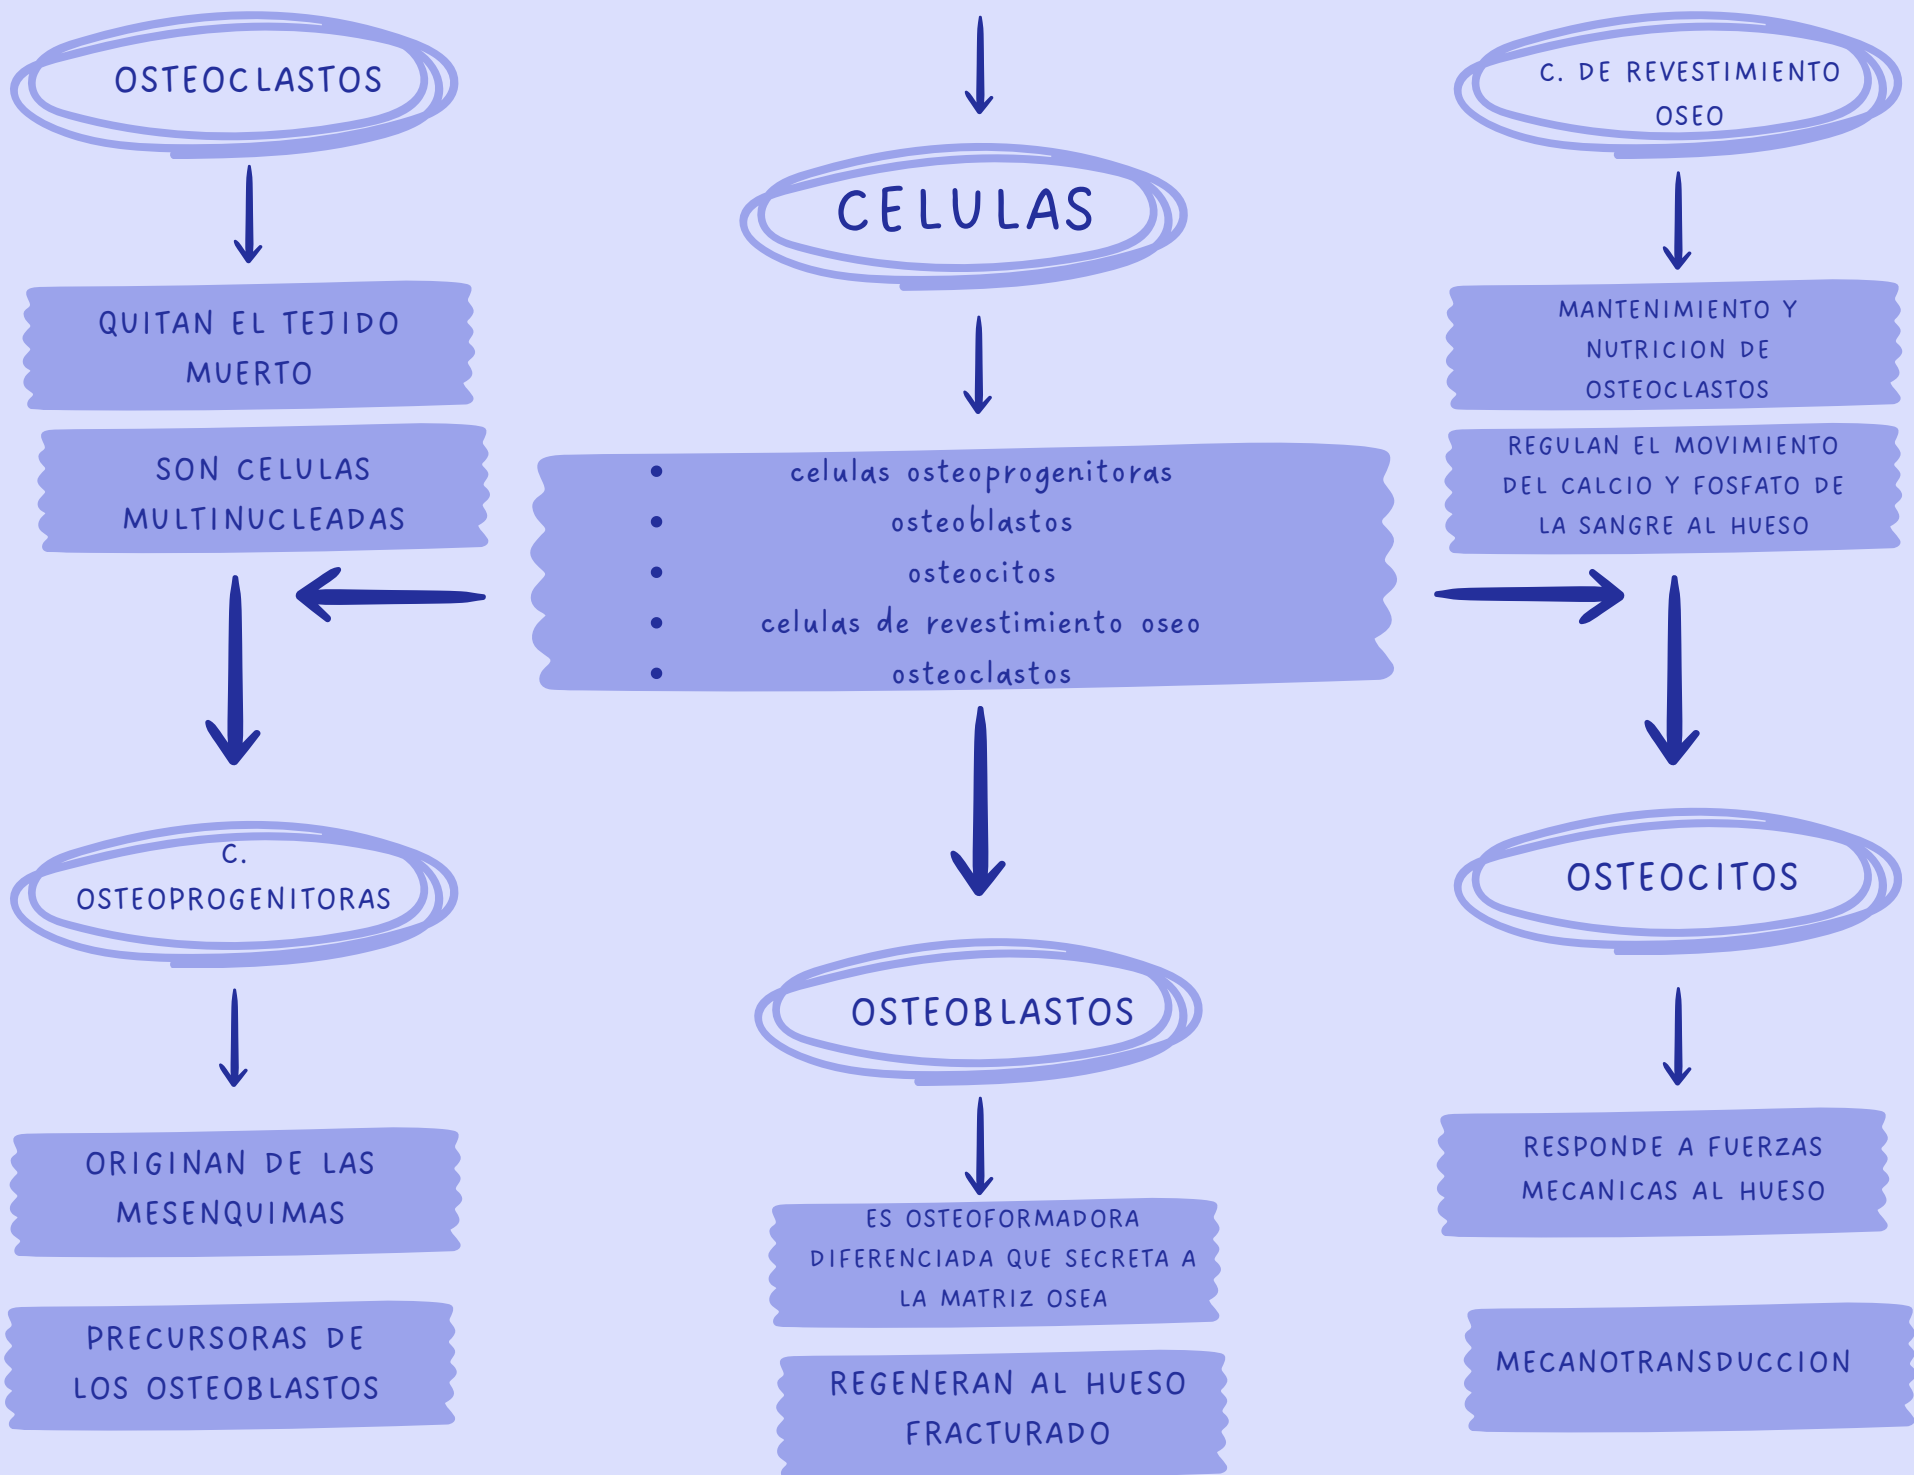 OSTEOCLASTOS
QUITAN EL TEJIDO
MUERTO
SON CELULAS
MULTINUCLEADAS
C.
OSTEOPROGENITORAS
ORIGINAN DE LAS
MESENQUIMAS
PRECURSORAS DE
LOS OSTEOBLASTOS
CELULAS
• celulas osteoprogenitoras
• osteoblastos
• osteocitos
• celulas de revestimiento oseo
• osteoclastos
OSTEOBLASTOS
ES OSTEOFORMADORA
DIFERENCIADA QUE SECRETA A
LA MATRIZ OSEA
REGENERAN AL HUESO
FRACTURADO
C. DE REVESTIMIENTO
OSEO
MANTENIMIENTO Y
NUTRICION DE
OSTEOCLASTOS
REGULAN EL MOVIMIENTO
DEL CALCIO Y FOSFATO DE
LA SANGRE AL HUESO
OSTEOCITOS
RESPONDE A FUERZAS
MECANICAS AL HUESO
MECANOTRANSDUCCION